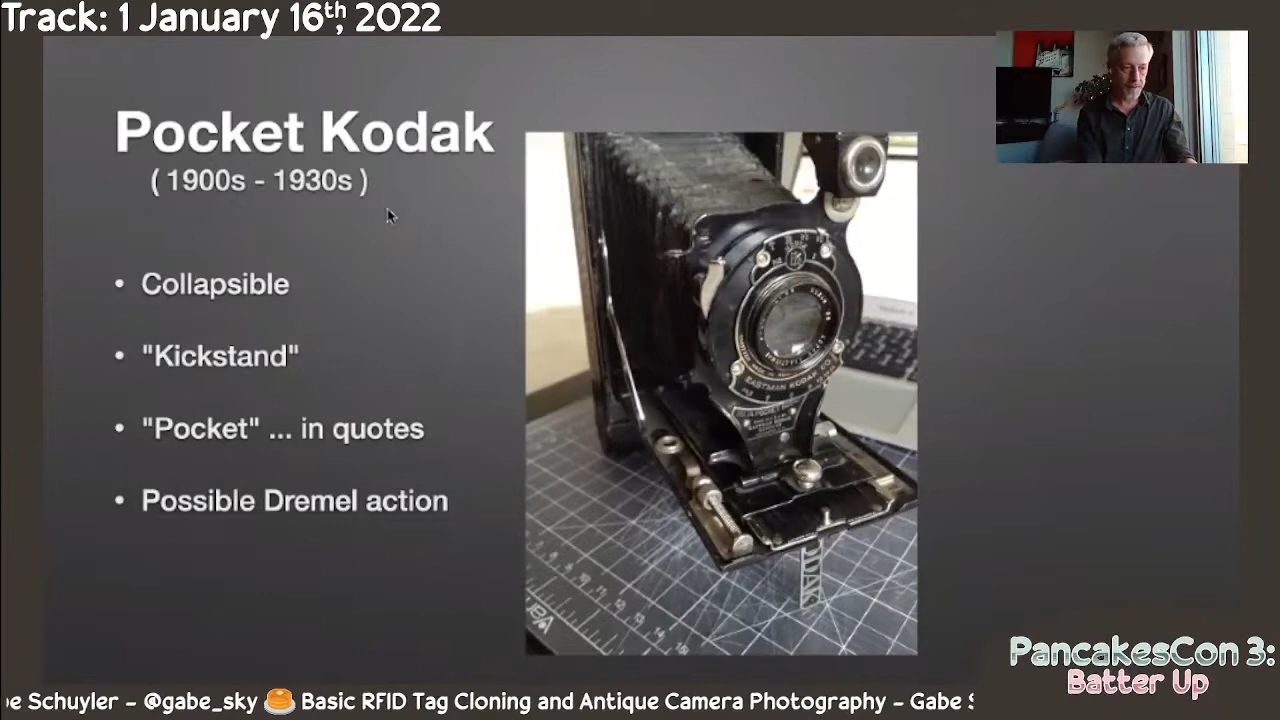 Track: 1 January 16th, 2022
Pocket Kodak
( 1900s - 1930s )
• Collapsible
• "Kickstand"
• "Pocket" ... in quotes
• Possible Dremel action
EASTMAN KODAK CO.
PancakesCon 3:
Batter Up
Schuyler - @gabe_sky 🥞 Basic RFID Tag Cloning and Antique Camera Photography - Gabe